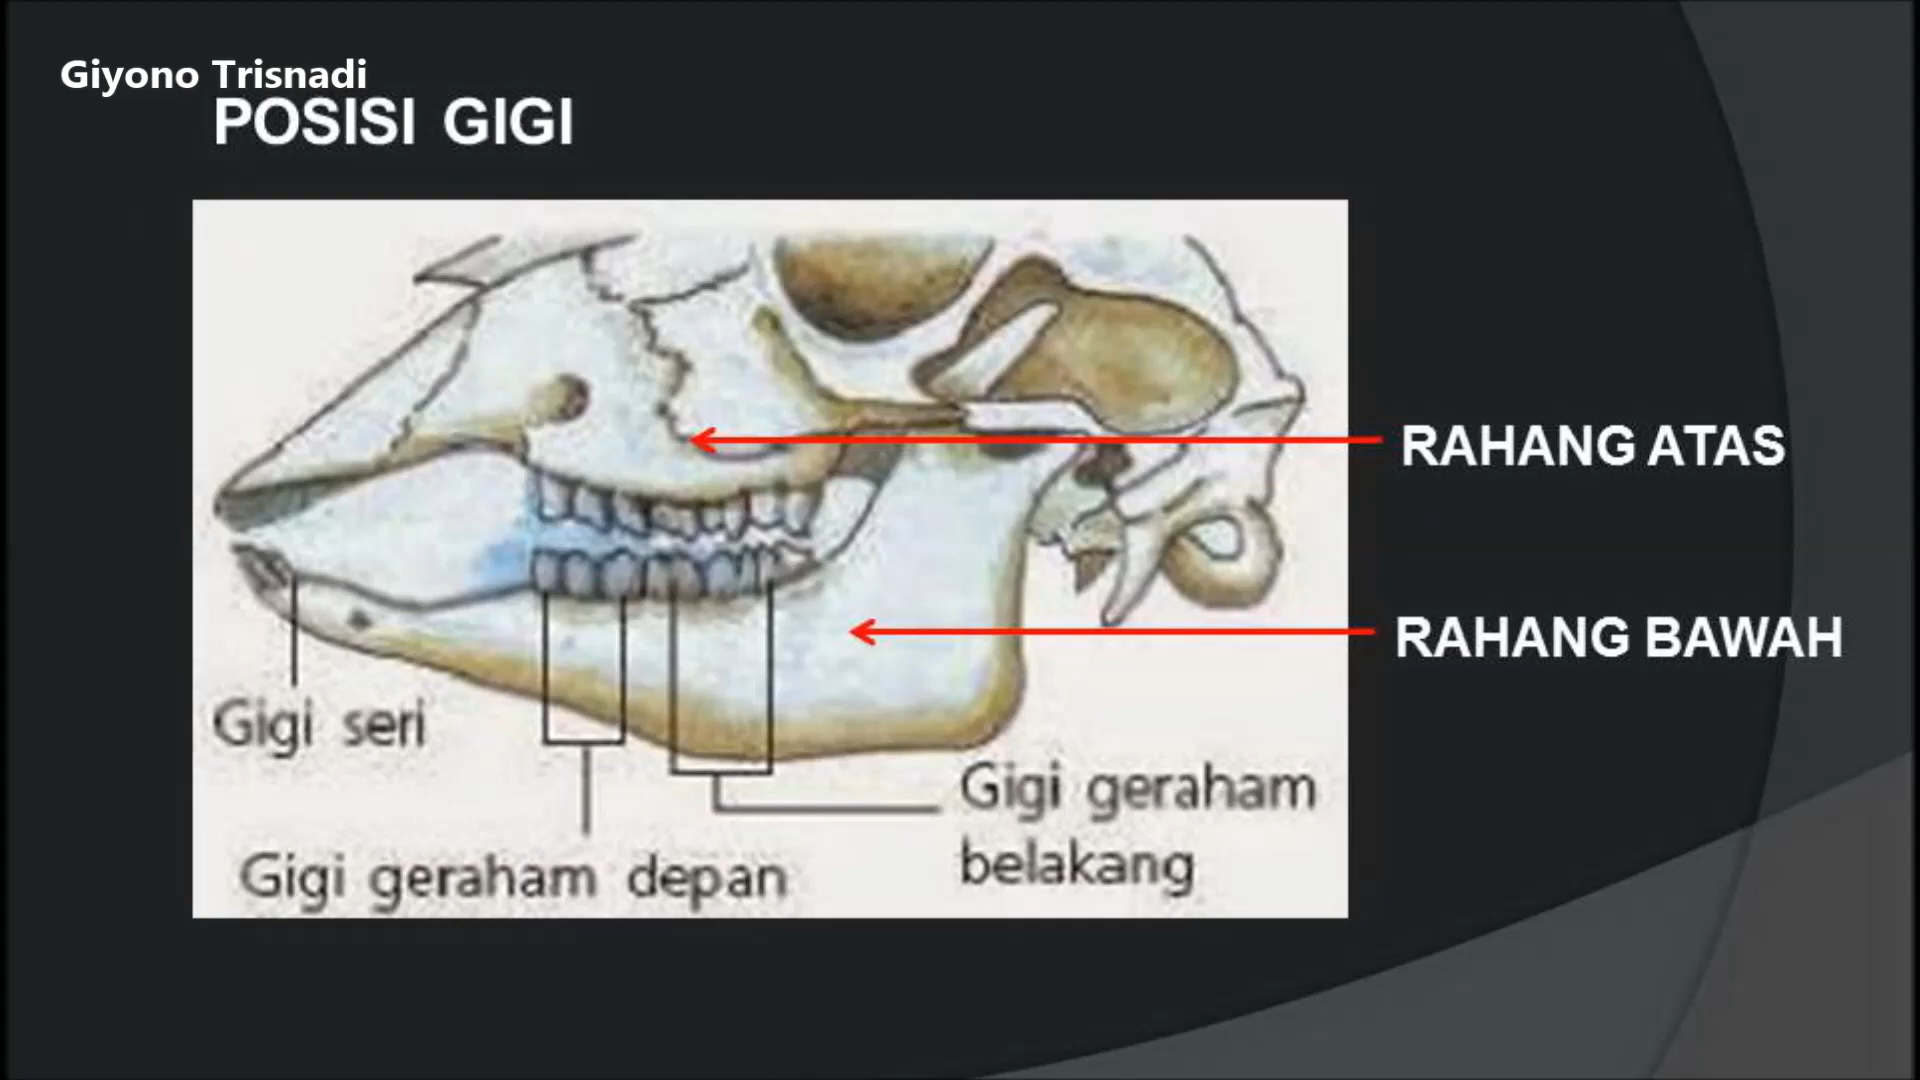 Giyono Trisnadi
POSISI GIGI
RAHANG ATAS
RAHANG BAWAH
Gigi seri
Gigi geraham depan
Gigi geraham
belakang